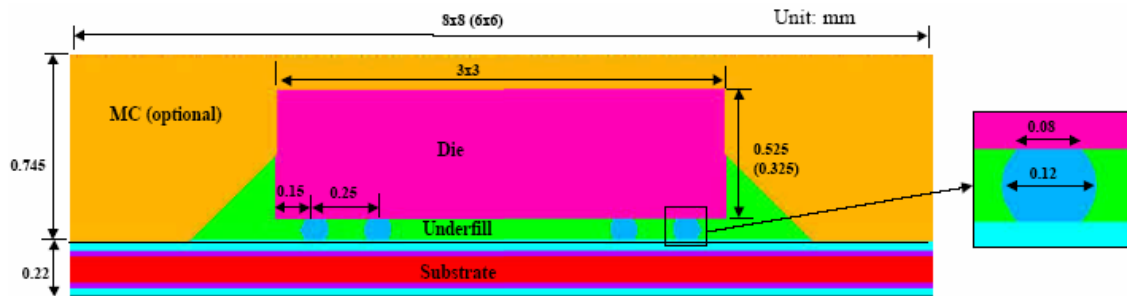 8x8 (6x6)
Unit: mm
3x3
MC (optional)
0.08
Die
0.525
(0.325)
0.745
0.12
0.15
0.25
Underfill
0.22
Substrate